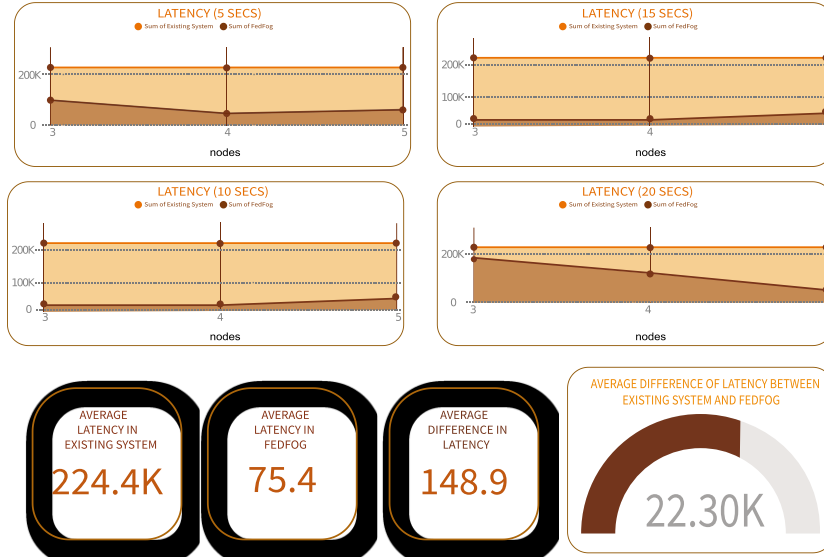 LATENCY (5 SECS)
Sum of Existing System Sum of FedFog
200K
0
3 4 5
nodes
LATENCY (15 SECS)
Sum of Existing System Sum of FedFog
200K
100K
0
3 4
nodes
LATENCY (10 SECS)
Sum of Existing System Sum of FedFog
200K
100K
0
3 4 5
nodes
LATENCY (20 SECS)
Sum of Existing System Sum of FedFog
200K
0
3 4
nodes
AVERAGE
LATENCY IN
EXISTING SYSTEM
224.4K
AVERAGE
LATENCY IN
FEDFOG
75.4
AVERAGE
DIFFERENCE IN
LATENCY
148.9
AVERAGE DIFFERENCE OF LATENCY BETWEEN
EXISTING SYSTEM AND FEDFOG
22.30K